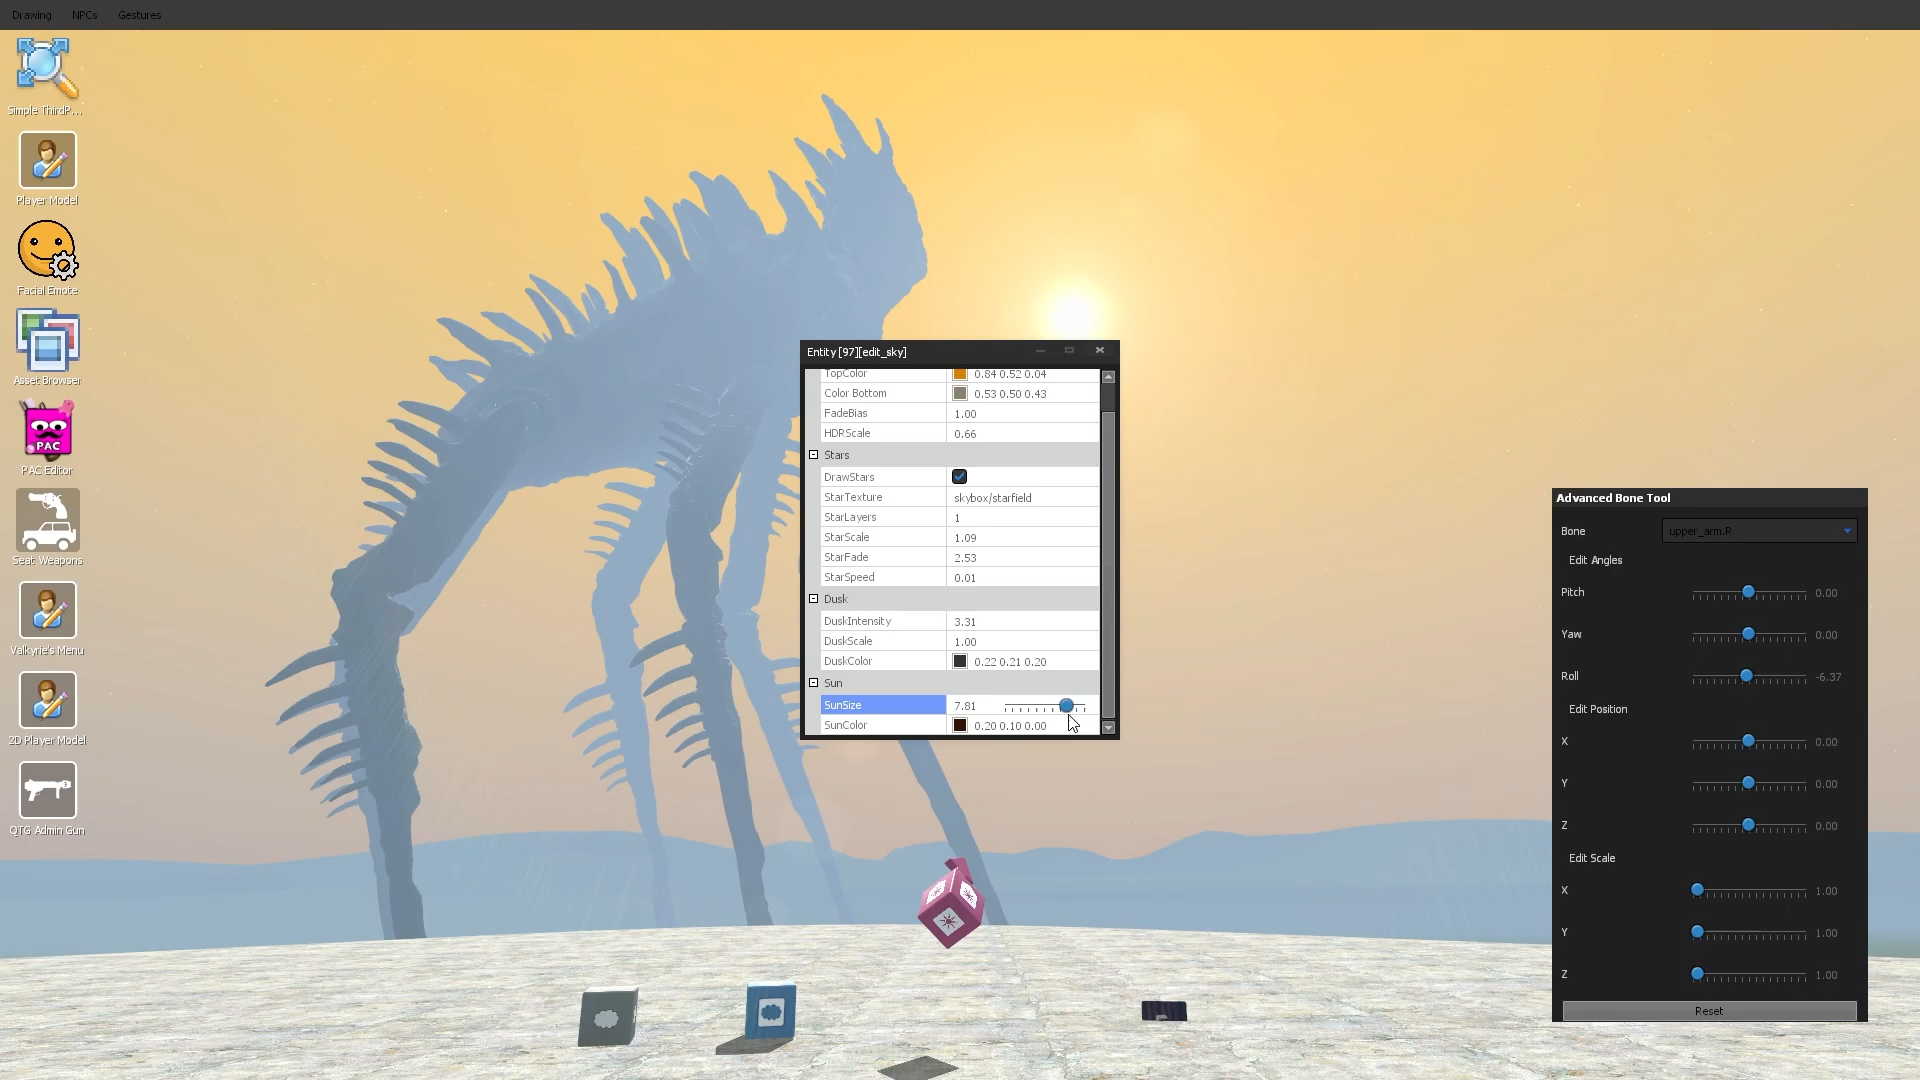 Drawing NPCs Gestures
Simple ThirdP...
Player Model
Facial Emote
Asset Browser
PAC
PAC Editor
Seat Weapons
Valkyrie's Menu
2D Player Model
QTG Admin Gun
Entity [97][edit_sky]
TopColor 0.84 0.52 0.04
Color Bottom 0.53 0.50 0.43
FadeBias 1.00
HDRScale 0.66
Stars
DrawStars
StarTexture skybox/starfield
StarLayers 1
StarScale 1.09
StarFade 2.53
StarSpeed 0.01
Dusk
DuskIntensity 3.31
DuskScale 1.00
DuskColor 0.22 0.21 0.20
Sun
SunSize 7.81
SunColor 0.20 0.10 0.00
Advanced Bone Tool
Bone upper_arm.R
Edit Angles
Pitch 0.00
Yaw 0.00
Roll -6.37
Edit Position
X 0.00
Y 0.00
Z 0.00
Edit Scale
X 1.00
Y 1.00
Z 1.00
Reset